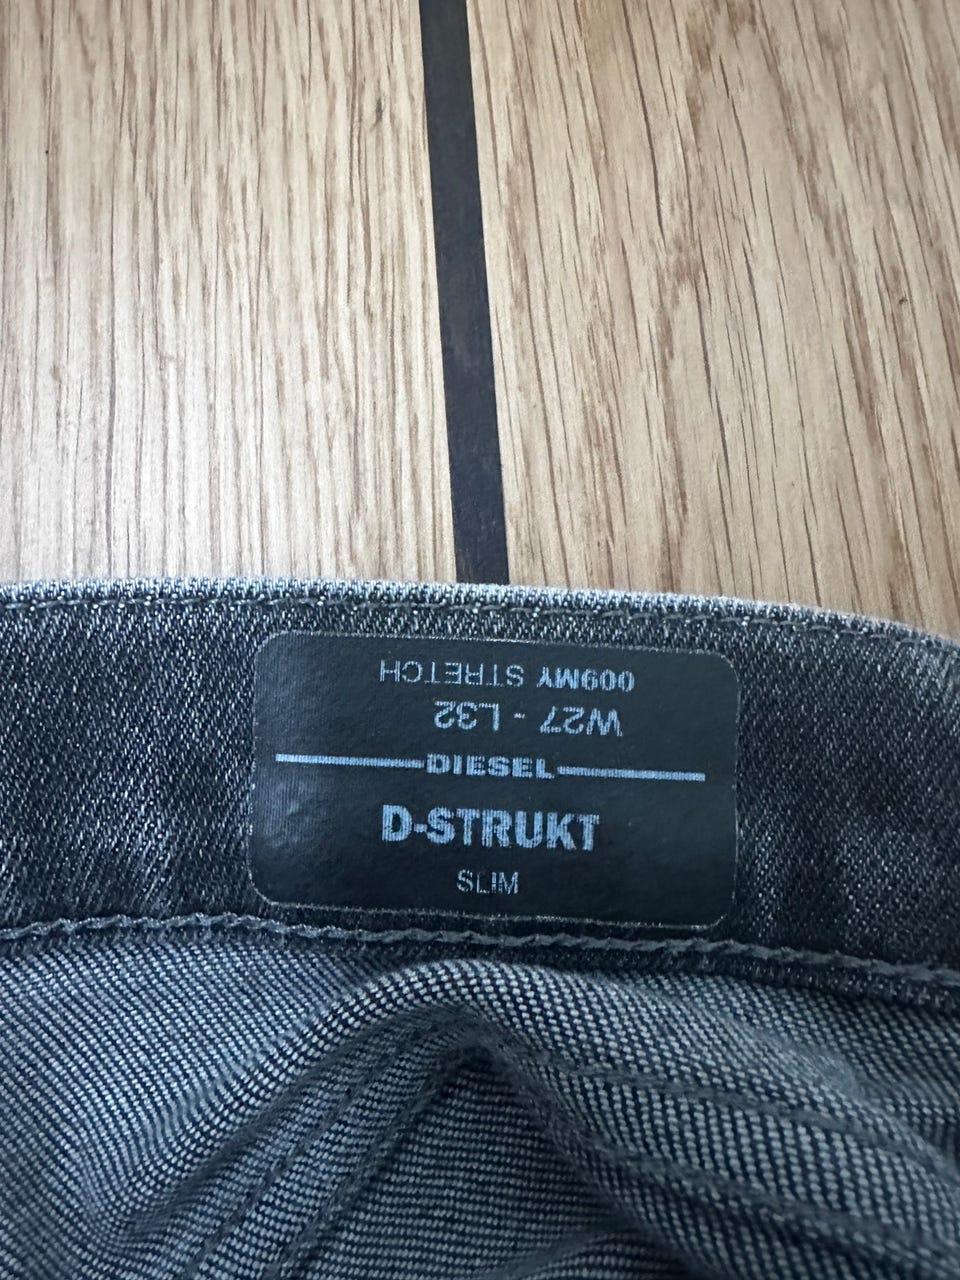 009MY STRETCH
W27 - L32
DIESEL
D-STRUKT
SLIM